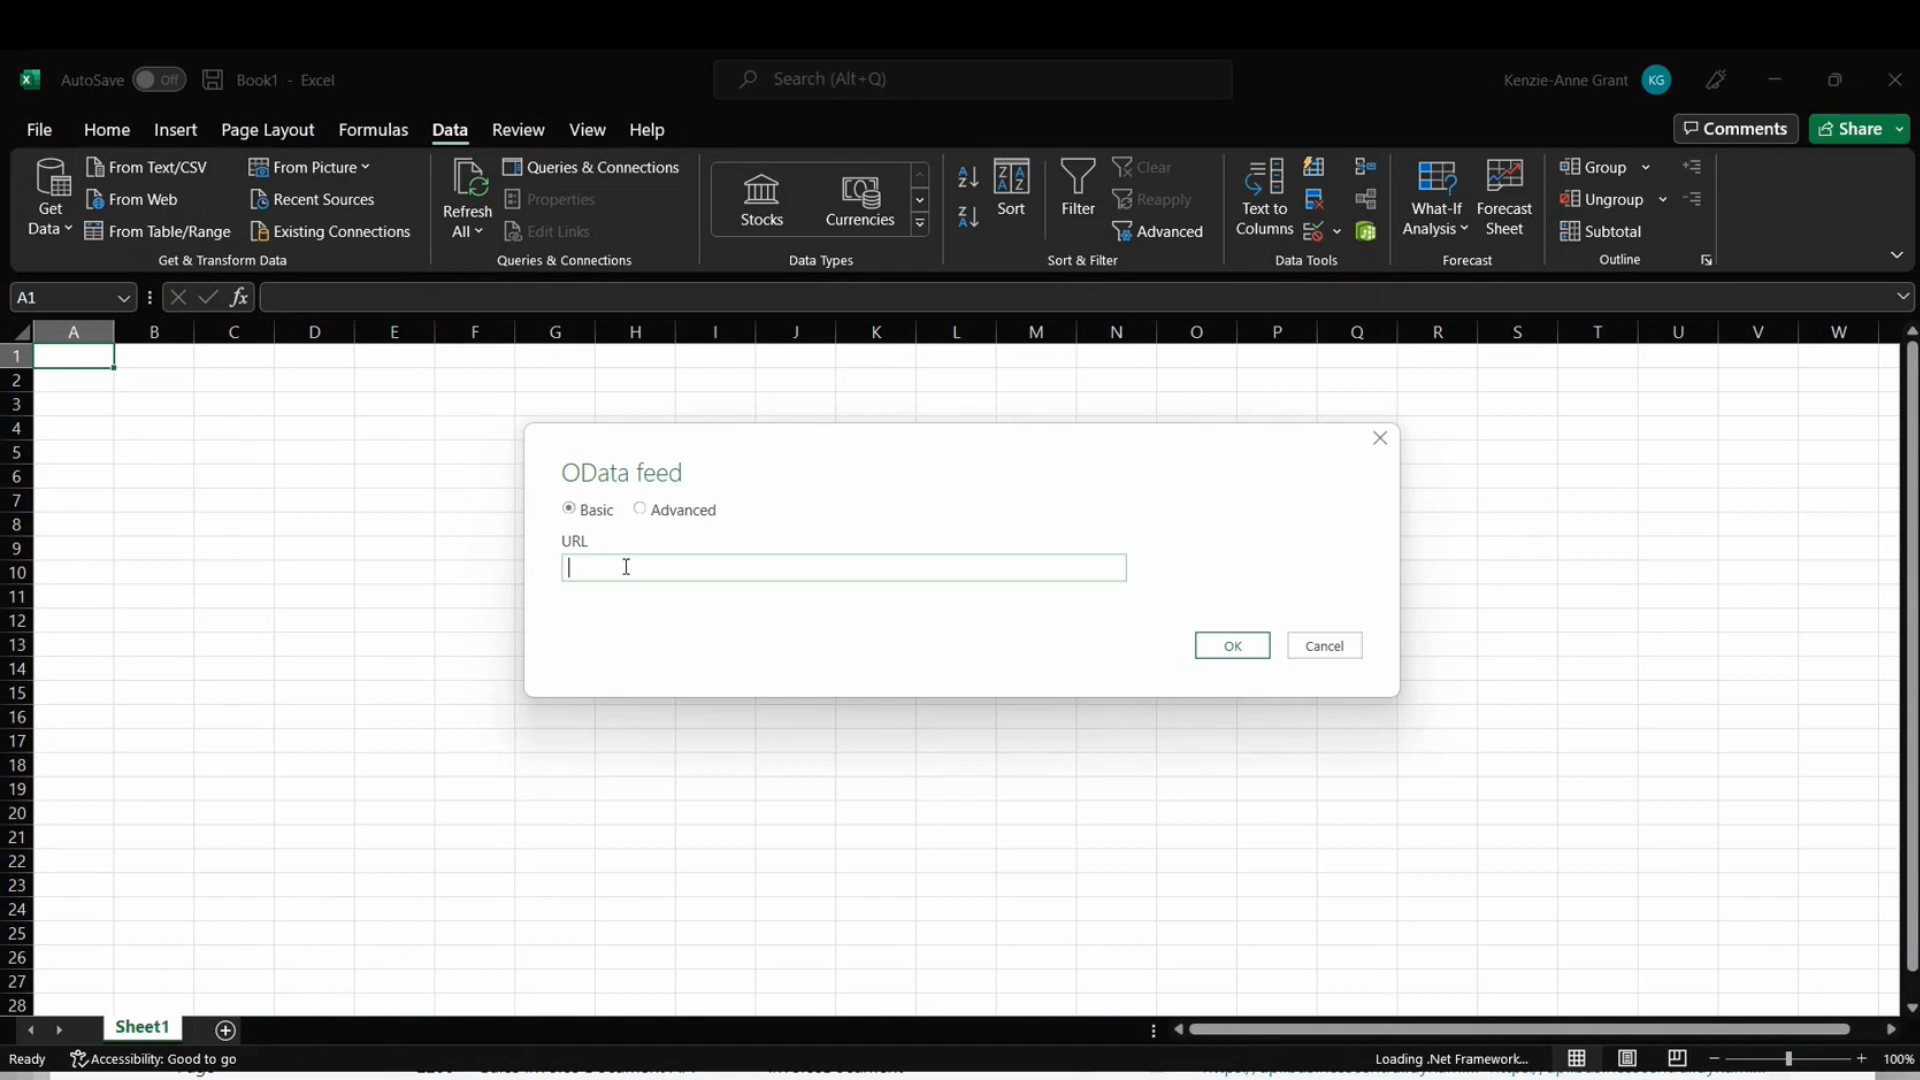 AutoSave Off Book1 - Excel Search (Alt+Q) Kenzie-Anne Grant KG
File Home Insert Page Layout Formulas Data Review View Help Comments Share
Get Data
From Text/CSV
From Web
From Table/Range
From Picture
Recent Sources
Existing Connections
Get & Transform Data
Refresh All
Queries & Connections
Properties
Edit Links
Queries & Connections
Stocks
Currencies
Data Types
Sort
Filter
Clear
Reapply
Advanced
Sort & Filter
Text to Columns
Data Tools
What-If Analysis
Forecast Sheet
Forecast
Group
Ungroup
Subtotal
Outline
A1 fx
A B C D E F G H I J K L M N O P Q R S T U V W
1
2
3
4
5
6
7
8
9
10
11
12
13
14
15
16
17
18
19
20
21
22
23
24
25
26
27
28
OData feed
Basic Advanced
URL
OK Cancel
Sheet1
Ready Accessibility: Good to go Loading .Net Framework... 100%